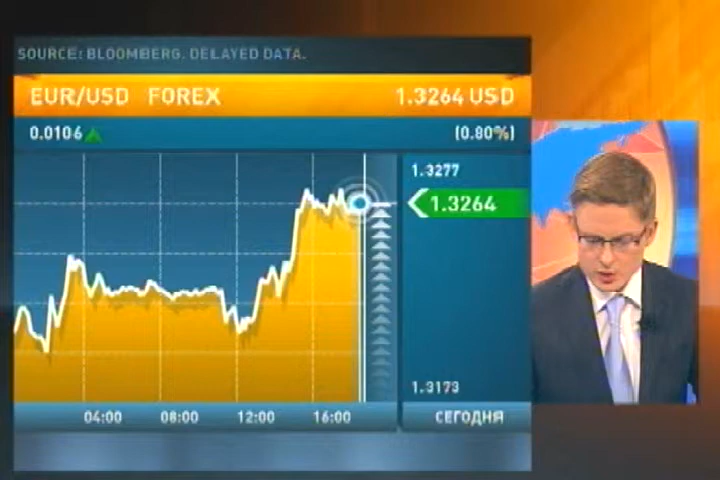 SOURCE: BLOOMBERG. DELAYED DATA.
EUR/USD FOREX 1.3264 USD
0.0106 (0.80%)
1.3277
1.3264
1.3173
04:00 08:00 12:00 16:00 СЕГОДНЯ